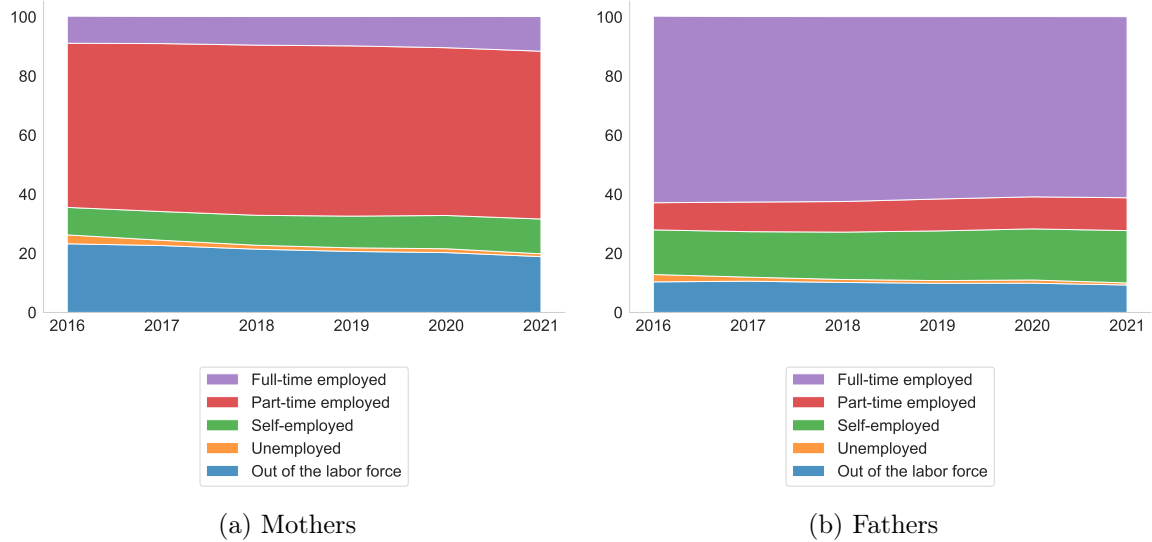 100
80
60
40
20
0
2016 2017 2018 2019 2020 2021
Full-time employed
Part-time employed
Self-employed
Unemployed
Out of the labor force
(a) Mothers
100
80
60
40
20
0
2016 2017 2018 2019 2020 2021
Full-time employed
Part-time employed
Self-employed
Unemployed
Out of the labor force
(b) Fathers